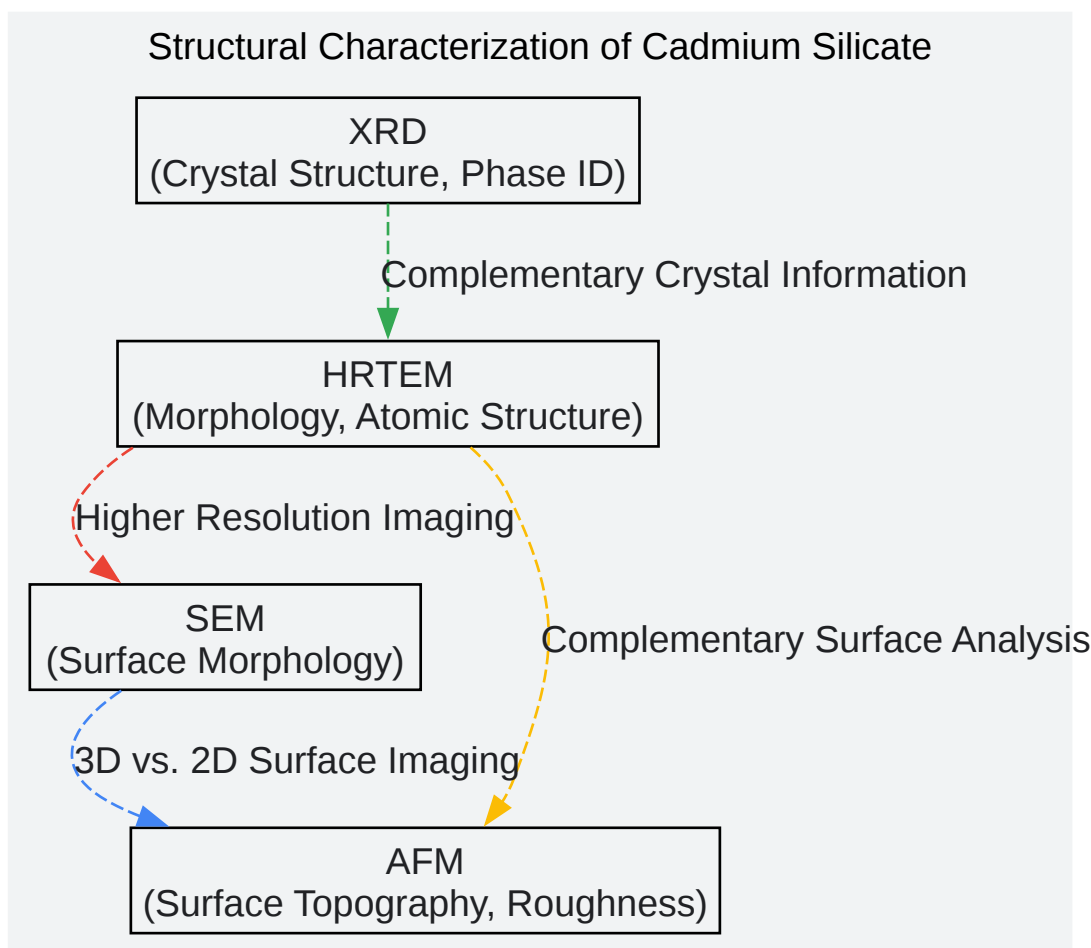 Structural Characterization of Cadmium Silicate
XRD
(Crystal Structure, Phase ID)
Complementary Crystal Information
HRTEM
(Morphology, Atomic Structure)
Higher Resolution Imaging
SEM
(Surface Morphology)
Complementary Surface Analysis
3D vs. 2D Surface Imaging
AFM
(Surface Topography, Roughness)